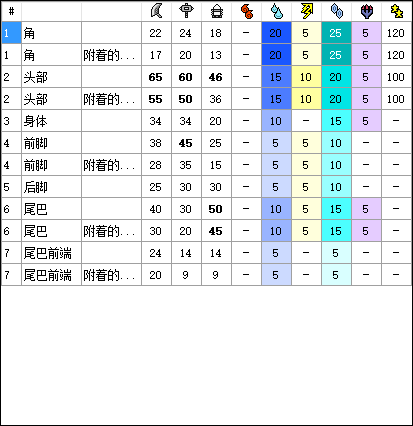 #
1 角 22 24 18 — 20 5 25 5 120
1 角 附着的... 17 20 13 — 20 5 25 5 120
2 头部 65 60 46 — 15 10 20 5 100
2 头部 附着的... 55 50 36 — 15 10 20 5 100
3 身体 34 34 20 — 10 — 15 5 —
4 前脚 38 45 25 — 5 5 10 — —
4 前脚 附着的... 28 35 15 — 5 5 10 — —
5 后脚 25 30 30 — 5 5 10 — —
6 尾巴 40 30 50 — 10 5 15 5 —
6 尾巴 附着的... 30 20 45 — 10 5 15 5 —
7 尾巴前端 24 14 14 — 5 — 5 — —
7 尾巴前端 附着的... 20 9 9 — 5 — 5 — —